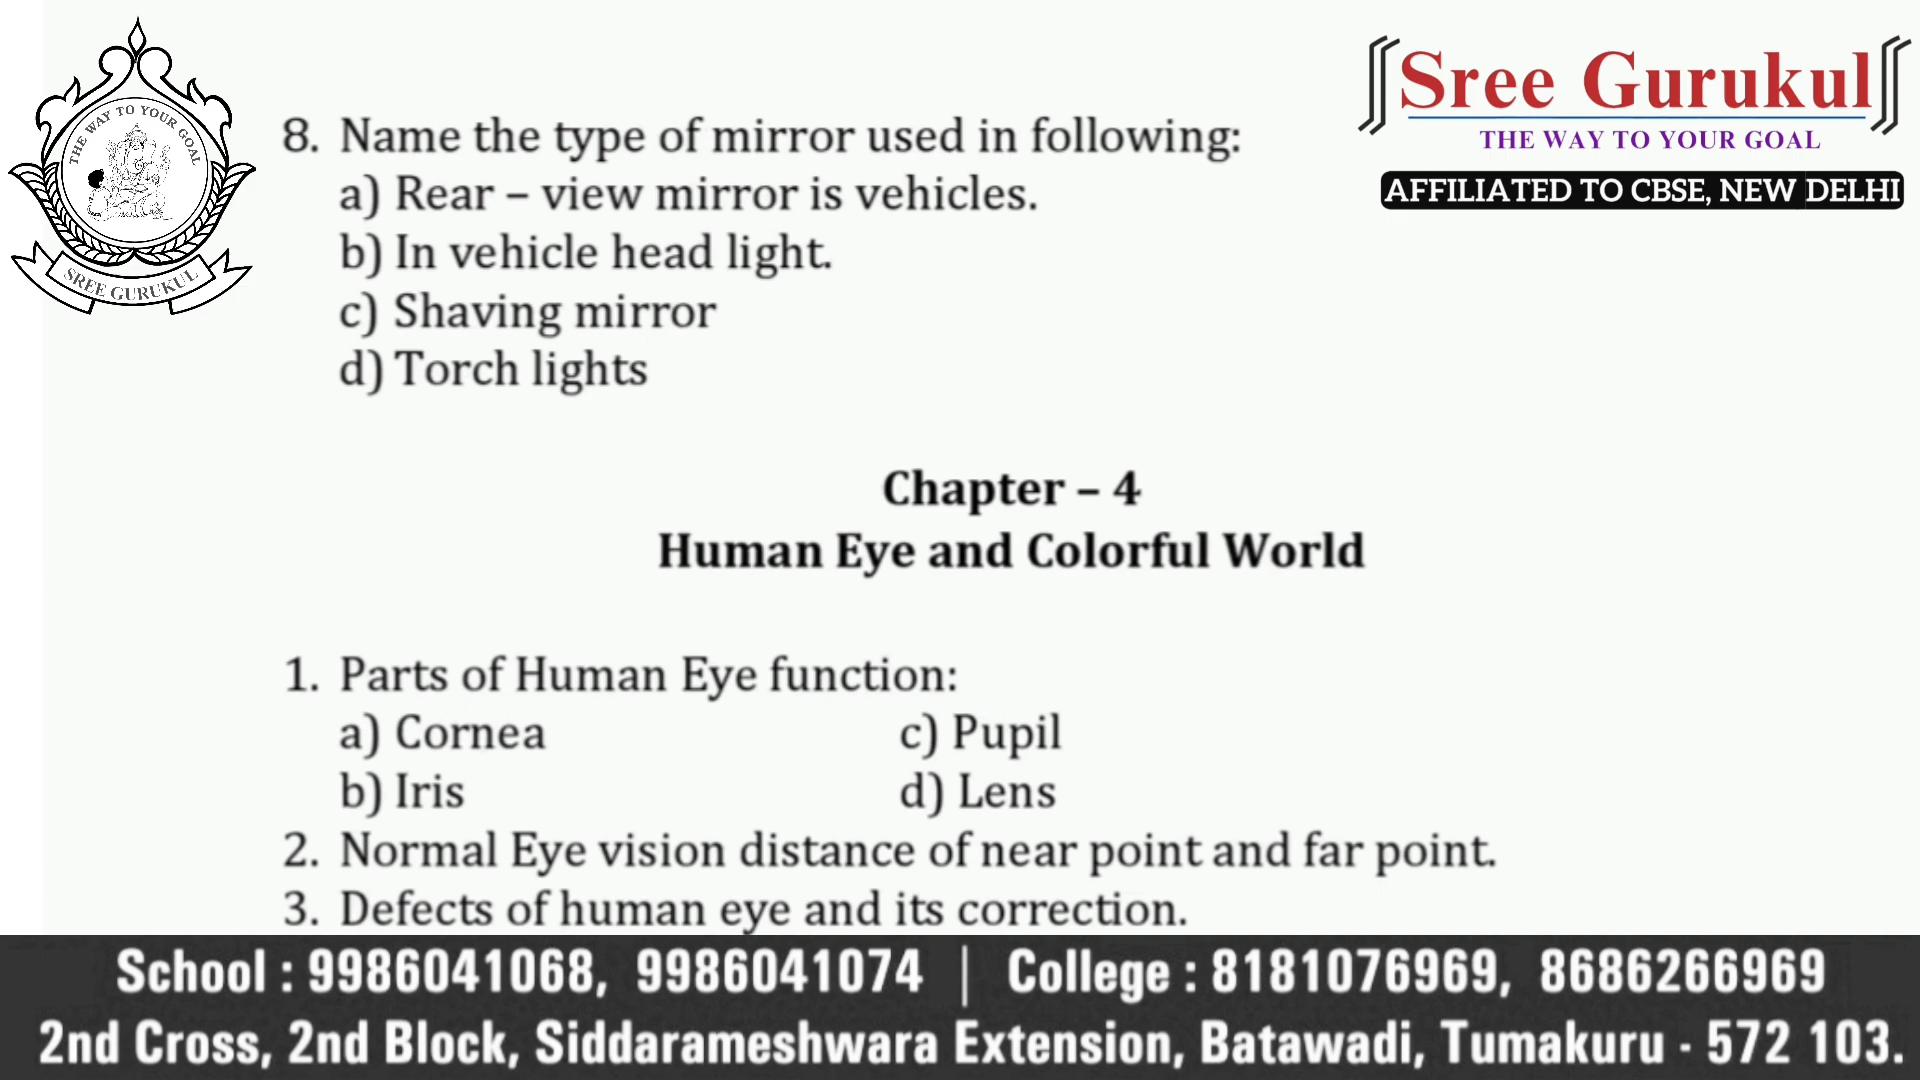 THE WAY TO YOUR GOAL
SREE GURUKUL
Sree Gurukul
THE WAY TO YOUR GOAL
AFFILIATED TO CBSE, NEW DELHI
8. Name the type of mirror used in following:
a) Rear – view mirror is vehicles.
b) In vehicle head light.
c) Shaving mirror
d) Torch lights
Chapter – 4
Human Eye and Colorful World
1. Parts of Human Eye function:
a) Cornea c) Pupil
b) Iris d) Lens
2. Normal Eye vision distance of near point and far point.
3. Defects of human eye and its correction.
School : 9986041068, 9986041074 | College : 8181076969, 8686266969
2nd Cross, 2nd Block, Siddarameshwara Extension, Batawadi, Tumakuru - 572 103.